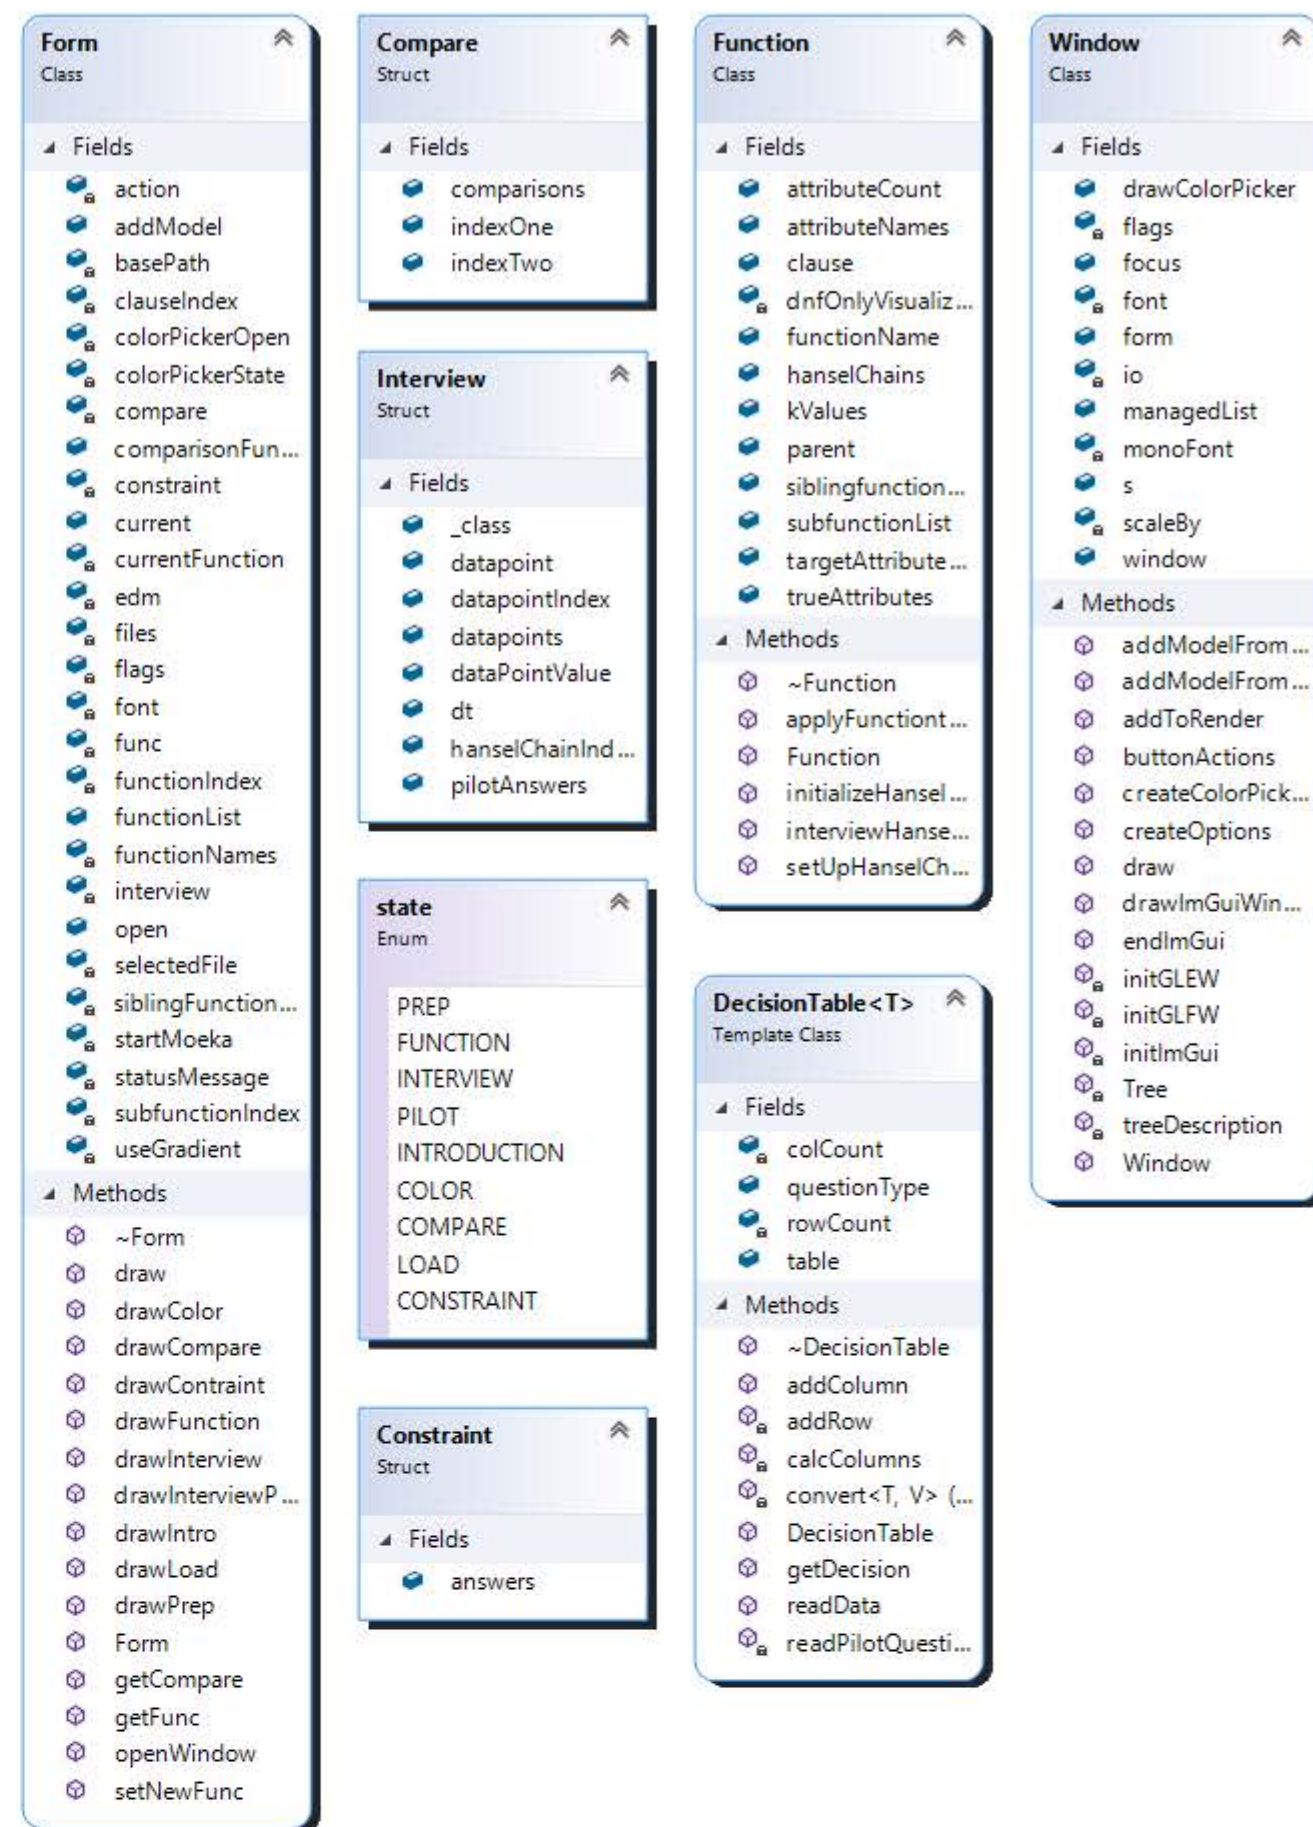 Form
Class
Fields
action
addModel
basePath
clauseIndex
colorPickerOpen
colorPickerState
compare
comparisonFun...
constraint
current
currentFunction
edm
files
flags
font
func
functionIndex
functionList
functionNames
interview
open
selectedFile
siblingFunction...
startMoeka
statusMessage
subfunctionIndex
useGradient
Methods
~Form
draw
drawColor
drawCompare
drawContraint
drawFunction
drawInterview
drawInterviewP...
drawIntro
drawLoad
drawPrep
Form
getCompare
getFunc
openWindow
setNewFunc
Compare
Struct
Fields
comparisons
indexOne
indexTwo
Interview
Struct
Fields
_class
datapoint
datapointIndex
datapoints
dataPointValue
dt
hanselChainInd...
pilotAnswers
state
Enum
PREP
FUNCTION
INTERVIEW
PILOT
INTRODUCTION
COLOR
COMPARE
LOAD
CONSTRAINT
Constraint
Struct
Fields
answers
Function
Class
Fields
attributeCount
attributeNames
clause
dnfOnlyVisualiz...
functionName
hanselChains
kValues
parent
siblingfunction...
subfunctionList
targetAttribute...
trueAttributes
Methods
~Function
applyFunctiont...
Function
initializeHansel...
interviewHanse...
setUpHanselCh...
DecisionTable<T>
Template Class
Fields
colCount
questionType
rowCount
table
Methods
~DecisionTable
addColumn
addRow
calcColumns
convert<T, V> (...
DecisionTable
getDecision
readData
readPilotQuesti...
Window
Class
Fields
drawColorPicker
flags
focus
font
form
io
managedList
monoFont
s
scaleBy
window
Methods
addModelFrom...
addModelFrom...
addToRender
buttonActions
createColorPick...
createOptions
draw
drawImGuiWin...
endImGui
initGLEW
initGLFW
initImGui
Tree
treeDescription
Window